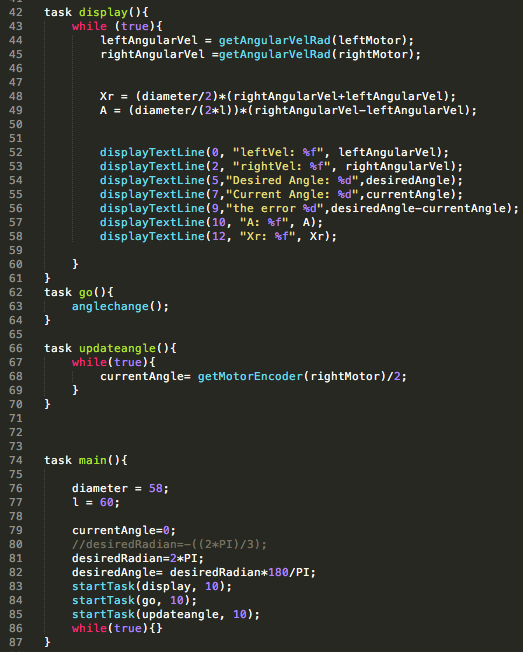 42 task display(){
43 while (true){
44 leftAngularVel = getAngularVelRad(leftMotor);
45 rightAngularVel =getAngularVelRad(rightMotor);
46
47
48 Xr = (diameter/2)*(rightAngularVel+leftAngularVel);
49 A = (diameter/(2*l))*(rightAngularVel-leftAngularVel);
50
51
52 displayTextLine(0, "leftVel: %f", leftAngularVel);
53 displayTextLine(2, "rightVel: %f", rightAngularVel);
54 displayTextLine(5,"Desired Angle: %d",desiredAngle);
55 displayTextLine(7,"Current Angle: %d",currentAngle);
56 displayTextLine(9,"the error %d",desiredAngle-currentAngle);
57 displayTextLine(10, "A: %f", A);
58 displayTextLine(12, "Xr: %f", Xr);
59
60 }
61 }
62 task go(){
63 anglechange();
64 }
65
66 task updateangle(){
67 while(true){
68 currentAngle= getMotorEncoder(rightMotor)/2;
69 }
70 }
71
72
73
74 task main(){
75
76 diameter = 58;
77 l = 60;
78
79 currentAngle=0;
80 //desiredRadian=-((2*PI)/3);
81 desiredRadian=2*PI;
82 desiredAngle= desiredRadian*180/PI;
83 startTask(display, 10);
84 startTask(go, 10);
85 startTask(updateangle, 10);
86 while(true){}
87 }